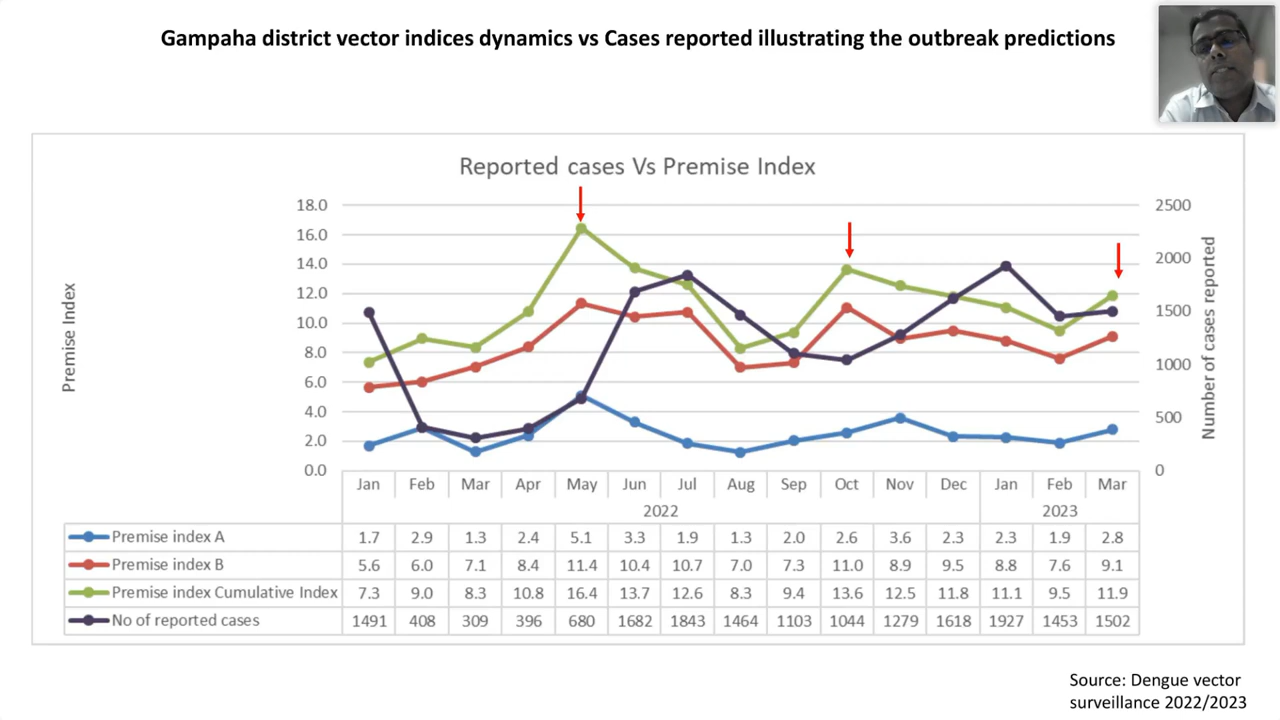 Gampaha district vector indices dynamics vs Cases reported illustrating the outbreak predictions
Reported cases Vs Premise Index
Premise Index
18.0
16.0
14.0
12.0
10.0
8.0
6.0
4.0
2.0
0.0
2500
2000
1500
1000
500
0
Number of cases reported
Jan Feb Mar Apr May Jun Jul Aug Sep Oct Nov Dec Jan Feb Mar
2022 2023
Premise index A 1.7 2.9 1.3 2.4 5.1 3.3 1.9 1.3 2.0 2.6 3.6 2.3 2.3 1.9 2.8
Premise index B 5.6 6.0 7.1 8.4 11.4 10.4 10.7 7.0 7.3 11.0 8.9 9.5 8.8 7.6 9.1
Premise index Cumulative Index 7.3 9.0 8.3 10.8 16.4 13.7 12.6 8.3 9.4 13.6 12.5 11.8 11.1 9.5 11.9
No of reported cases 1491 408 309 396 680 1682 1843 1464 1103 1044 1279 1618 1927 1453 1502
Source: Dengue vector
surveillance 2022/2023